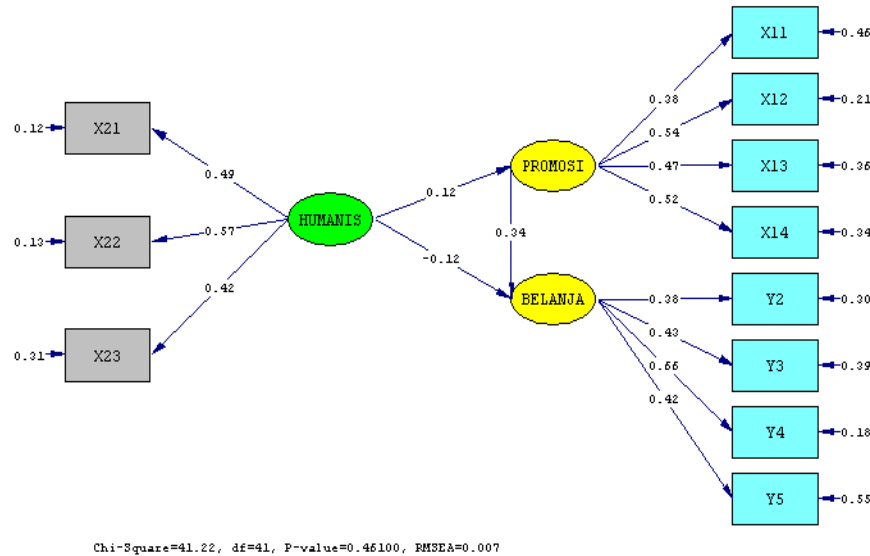 X11
0.46
0.38
X12
0.21
0.12
X21
0.54
PROMOSI
0.47
X13
0.36
0.49
0.12
0.52
HUMANIS
X14
0.34
0.13
X22
0.57
0.34
-0.12
0.42
BELANJA
0.38
Y2
0.30
0.43
0.31
X23
0.66
Y3
0.39
0.42
Y4
0.18
Y5
0.55
Chi-Square=41.22, df=41, P-value=0.46100, RMSEA=0.007